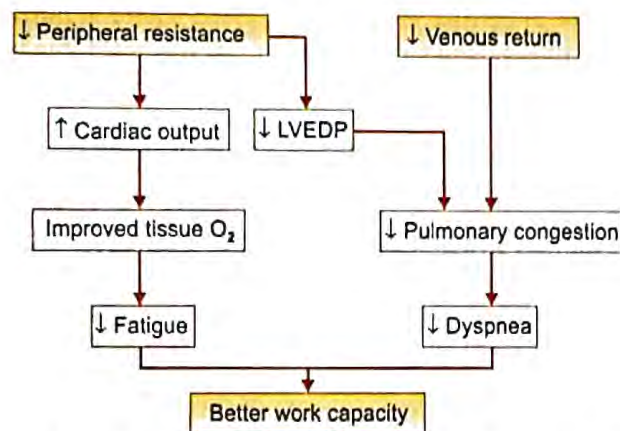 ↓ Peripheral resistance
↓ Venous return
↑ Cardiac output
↓ LVEDP
Improved tissue O₂
↓ Pulmonary congestion
↓ Fatigue
↓ Dyspnea
Better work capacity